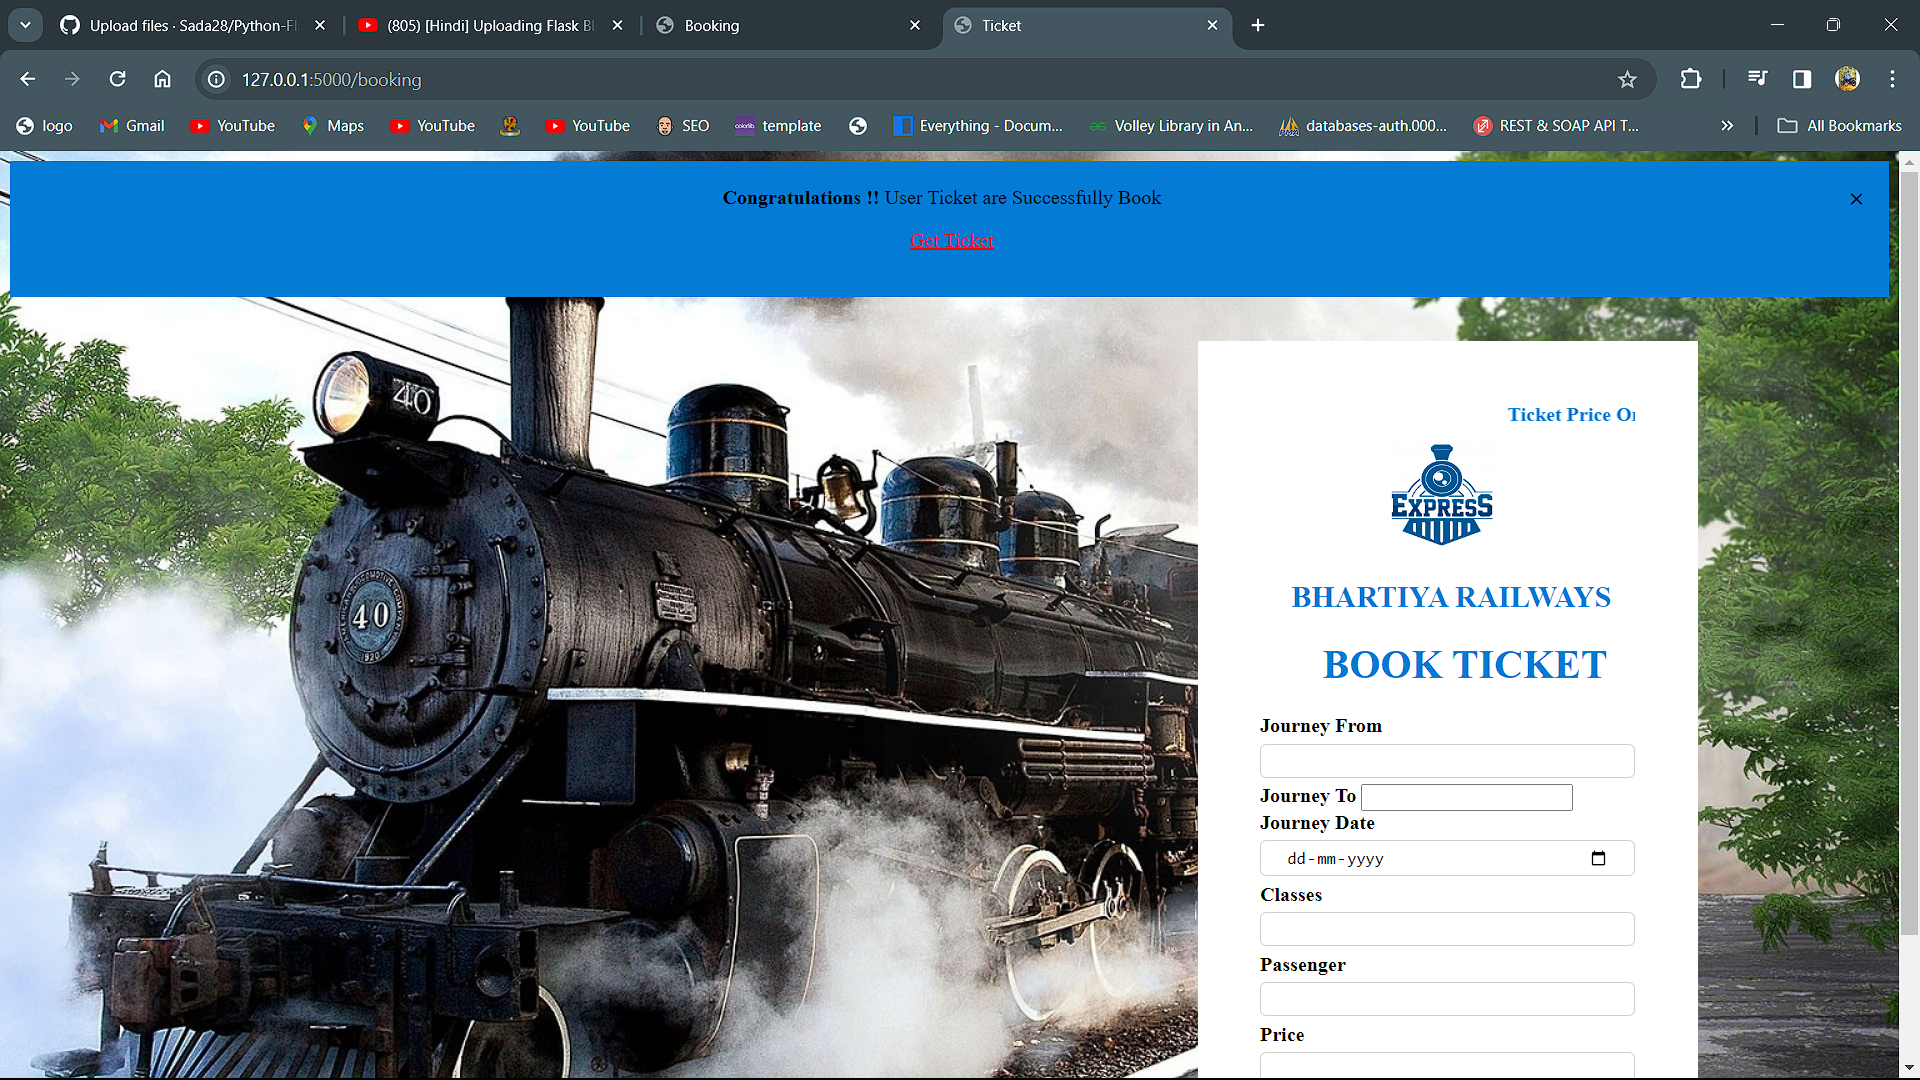 Upload files · Sada28/Python-Fl
(805) [Hindi] Uploading Flask Bl
Booking
Ticket
127.0.0.1:5000/booking
logo
Gmail
YouTube
Maps
YouTube
YouTube
SEO
colorlib
template
Everything - Docum...
Volley Library in An...
databases-auth.000...
REST & SOAP API T...
All Bookmarks
Congratulations !! User Ticket are Successfully Book
Get Ticket
40
Ticket Price Or
EXPRESS
BHARTIYA RAILWAYS
BOOK TICKET
40
1920
Journey From
Journey To
Journey Date
dd-mm-yyyy
Classes
Passenger
Price